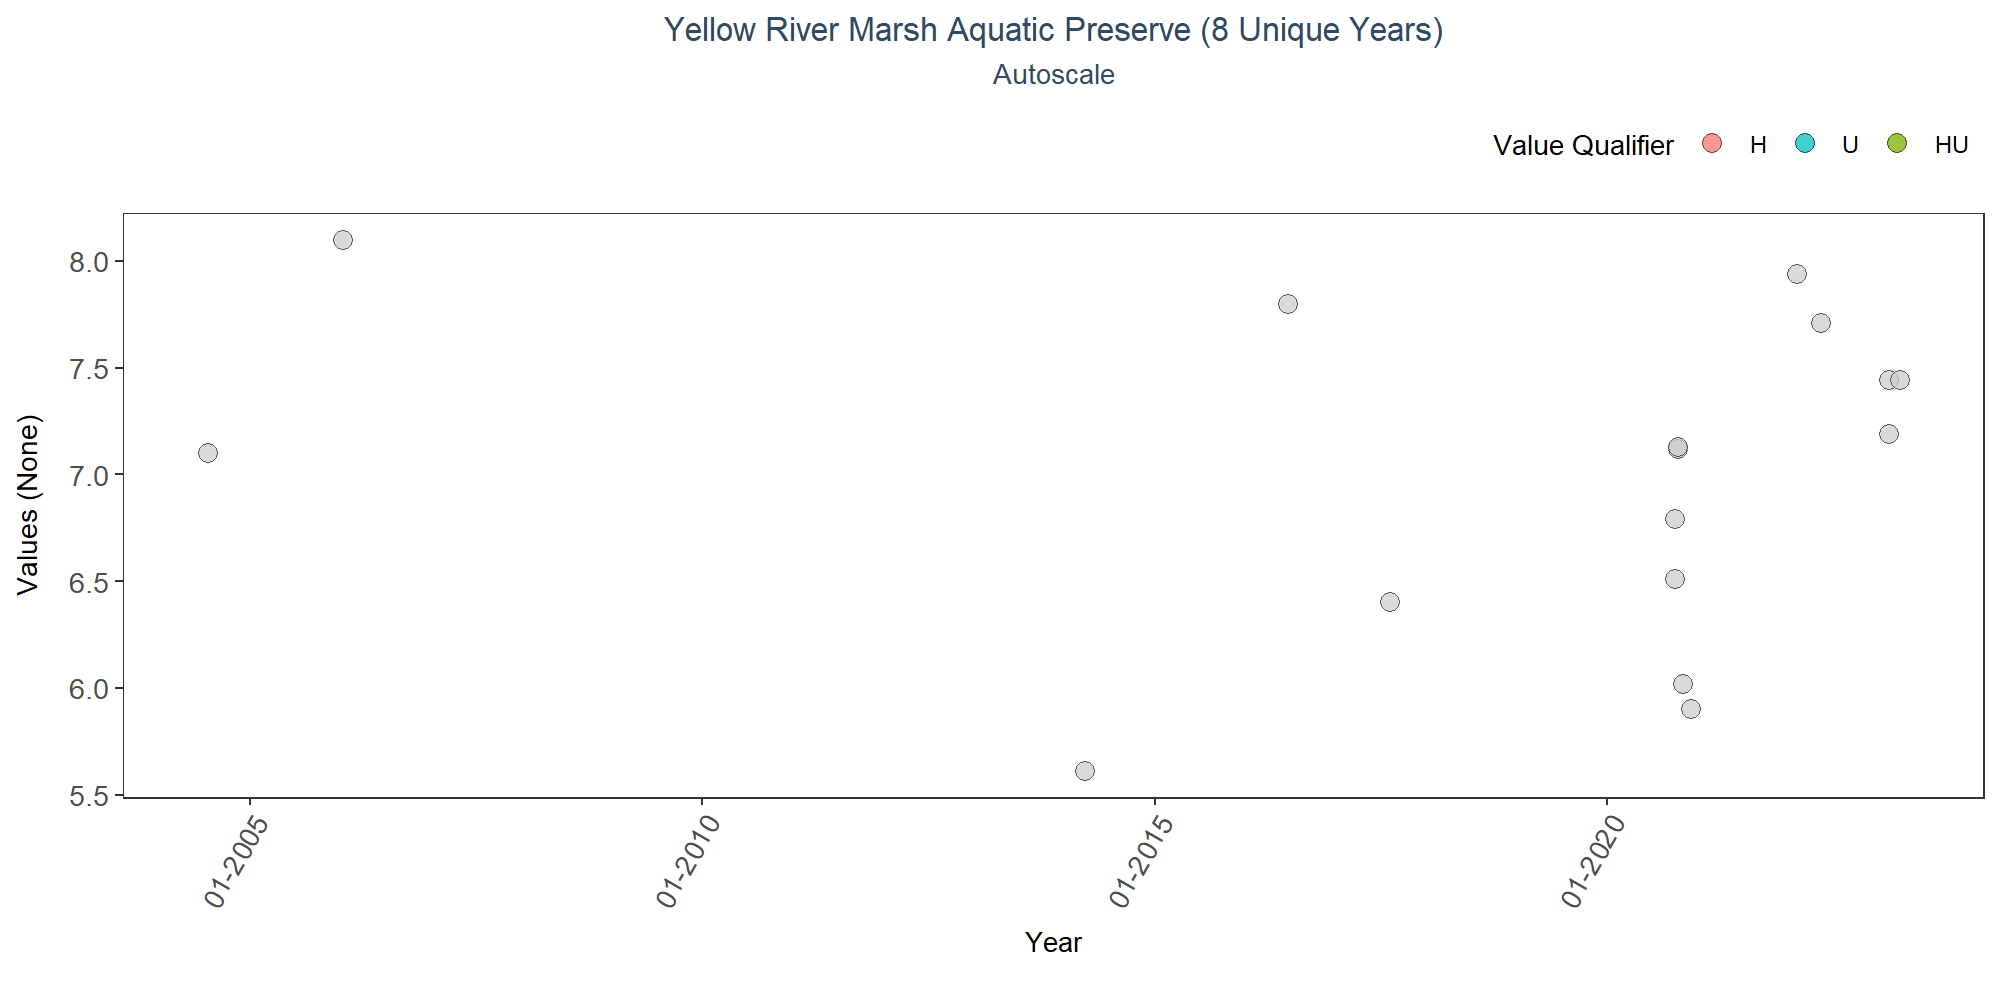 Yellow River Marsh Aquatic Preserve (8 Unique Years)
Autoscale
Value Qualifier H U HU
Values (None)
8.0
7.5
7.0
6.5
6.0
5.5
01-2005 01-2010 01-2015 01-2020
Year